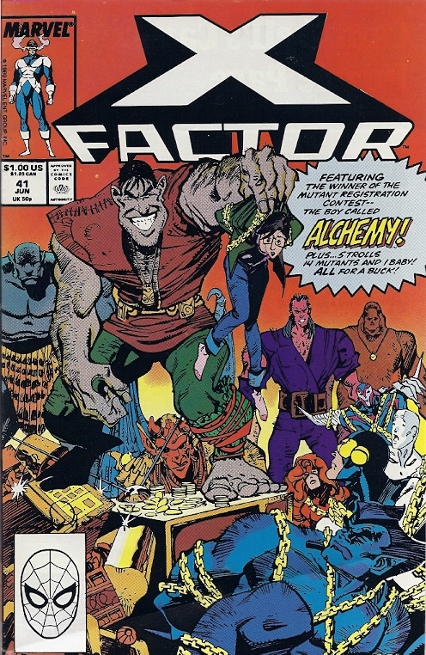 MARVEL
X
FACTOR
™
$1.00 US
$1.25 CAN
41
JUN
UK 50p
APPROVED
BY THE
COMICS
CODE
AUTHORITY
FEATURING
THE WINNER OF THE
MUTANT REGISTRATION
CONTEST--
THE BOY CALLED
ALCHEMY!
PLUS...5 TROLLS
14 MUTANTS AND 1 BABY!
ALL FOR A BUCK!